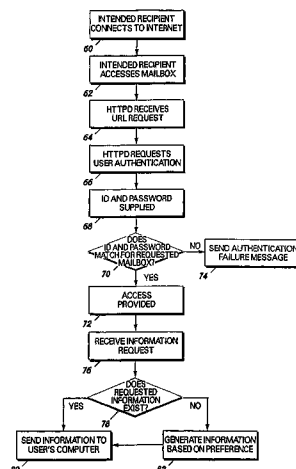 INTENDED RECIPIENT
CONNECTS TO INTERNET
60
INTENDED RECIPIENT
ACCESSES MAILBOX
62
HTTPD RECEIVES
URL REQUEST
64
HTTPD REQUESTS
USER AUTHENTICATION
66
ID AND PASSWORD
SUPPLIED
68
DOES
ID AND PASSWORD
MATCH FOR REQUESTED
MAILBOX?
70
NO
SEND AUTHENTICATION
FAILURE MESSAGE
74
YES
ACCESS
PROVIDED
72
RECEIVE INFORMATION
REQUEST
76
DOES
REQUESTED
INFORMATION
EXIST?
78
YES
NO
SEND INFORMATION TO
USER'S COMPUTER
GENERATE INFORMATION
BASED ON PREFERENCE